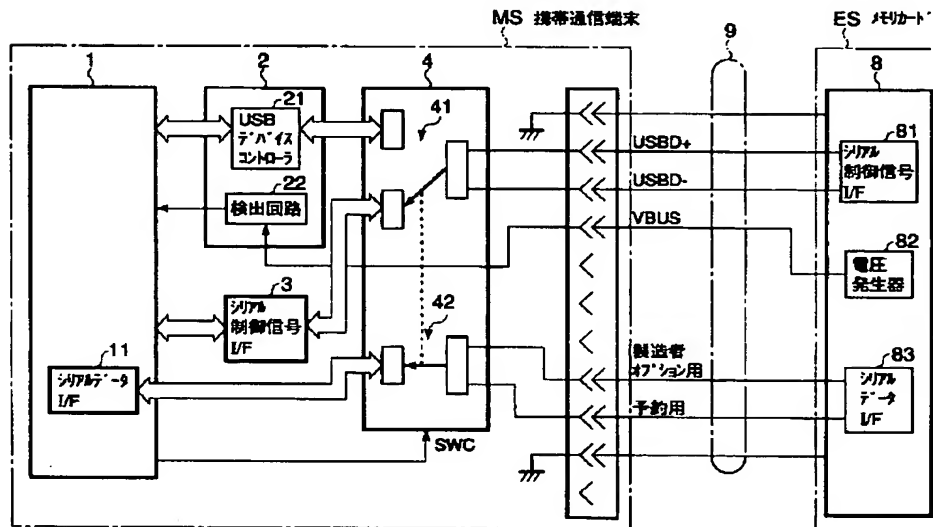 MS 携帯通信端末
9
ES メモリカード
1
2
4
8
21
USB
デバイス
コントローラ
41
81
シリアル
制御信号
I/F
USBD+
USBD-
22
検出回路
VBUS
82
電圧
発生器
3
シリアル
制御信号
I/F
42
11
シリアルデータ
I/F
製造者
オプション用
予約用
83
シリアル
データ
I/F
SWC